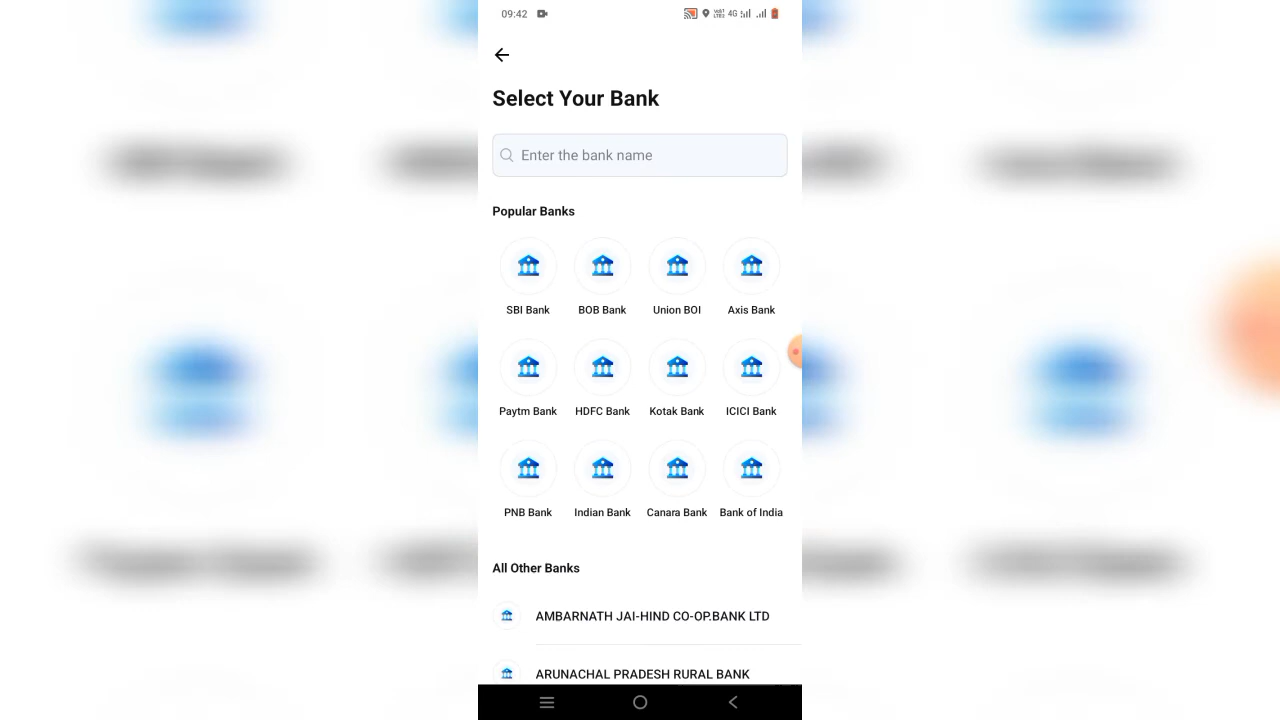 09:42 4G
Select Your Bank
Enter the bank name
Popular Banks
SBI Bank BOB Bank Union BOI Axis Bank
Paytm Bank HDFC Bank Kotak Bank ICICI Bank
PNB Bank Indian Bank Canara Bank Bank of India
All Other Banks
AMBARNATH JAI-HIND CO-OP.BANK LTD
ARUNACHAL PRADESH RURAL BANK